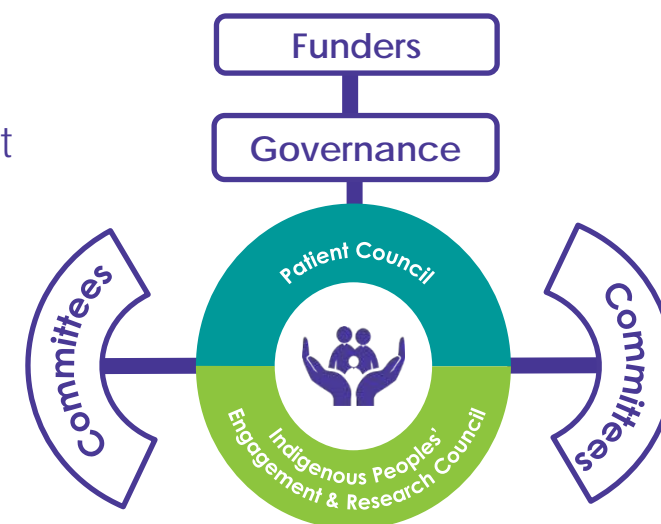 Funders
Governance
t
Patient Council
Committees
Committees
Indigenous Peoples'
Engagement & Research Council